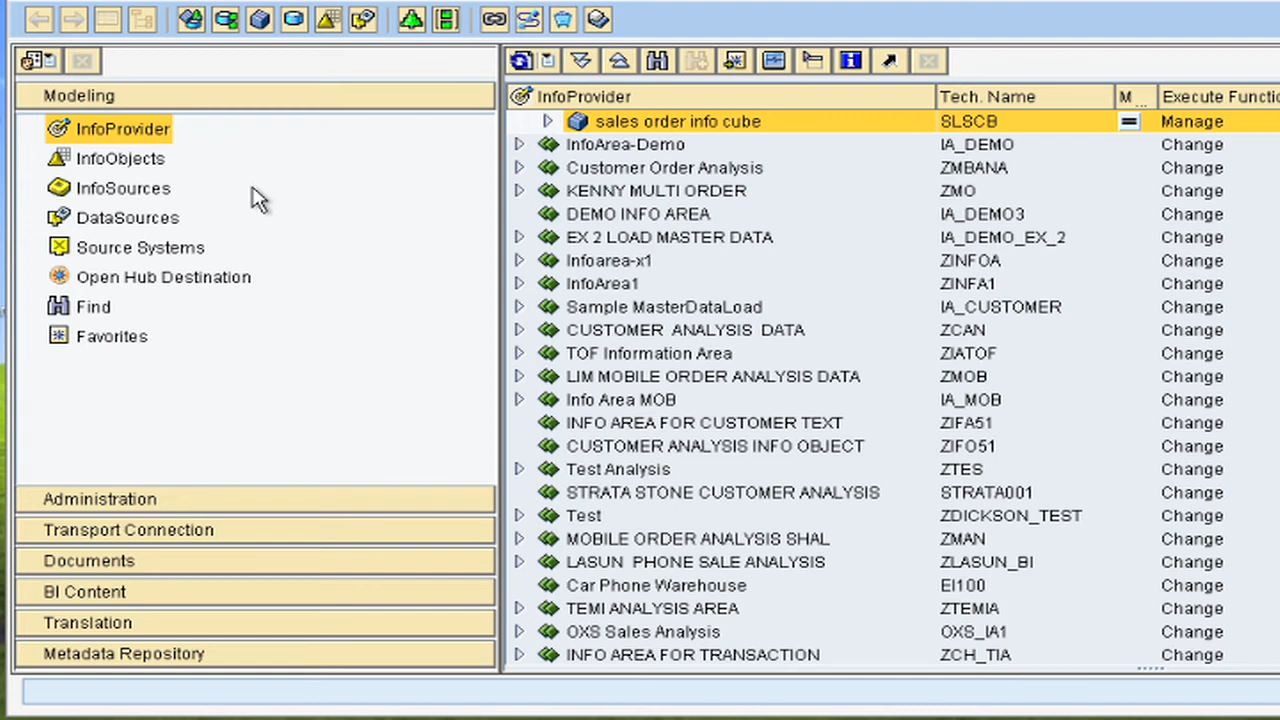 Modeling
InfoProvider
InfoObjects
InfoSources
DataSources
Source Systems
Open Hub Destination
Find
Favorites
Administration
Transport Connection
Documents
BI Content
Translation
Metadata Repository
InfoProvider Tech. Name M... Execute Functi
sales order info cube SLSCB Manage
InfoArea-Demo IA_DEMO Change
Customer Order Analysis ZMBANA Change
KENNY MULTI ORDER ZMO Change
DEMO INFO AREA IA_DEMO3 Change
EX 2 LOAD MASTER DATA IA_DEMO_EX_2 Change
Infoarea-x1 ZINFOA Change
InfoArea1 ZINFA1 Change
Sample MasterDataLoad IA_CUSTOMER Change
CUSTOMER ANALYSIS DATA ZCAN Change
TOF Information Area ZIATOF Change
LIM MOBILE ORDER ANALYSIS DATA ZMOB Change
Info Area MOB IA_MOB Change
INFO AREA FOR CUSTOMER TEXT ZIFA51 Change
CUSTOMER ANALYSIS INFO OBJECT ZIFO51 Change
Test Analysis ZTES Change
STRATA STONE CUSTOMER ANALYSIS STRATA001 Change
Test ZDICKSON_TEST Change
MOBILE ORDER ANALYSIS SHAL ZMAN Change
LASUN PHONE SALE ANALYSIS ZLASUN_BI Change
Car Phone Warehouse EI100 Change
TEMI ANALYSIS AREA ZTEMIA Change
OXS Sales Analysis OXS_IA1 Change
INFO AREA FOR TRANSACTION ZCH_TIA Change